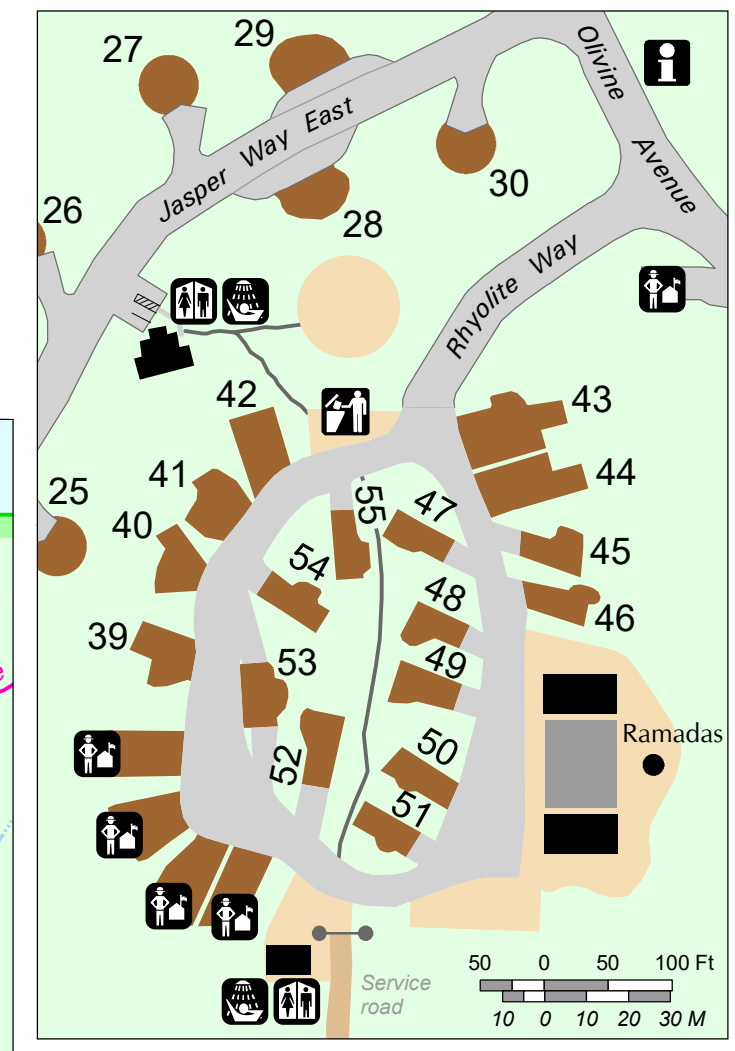 29
27
Olivine
Avenue
Jasper Way East
30
26
28
Rhyolite Way
42
43
41
44
25
55
47
40
45
54
48
46
39
49
53
Ramadas
50
52
51
50 0 50 100 Ft
Service
road
10 0 10 20 30 M
e